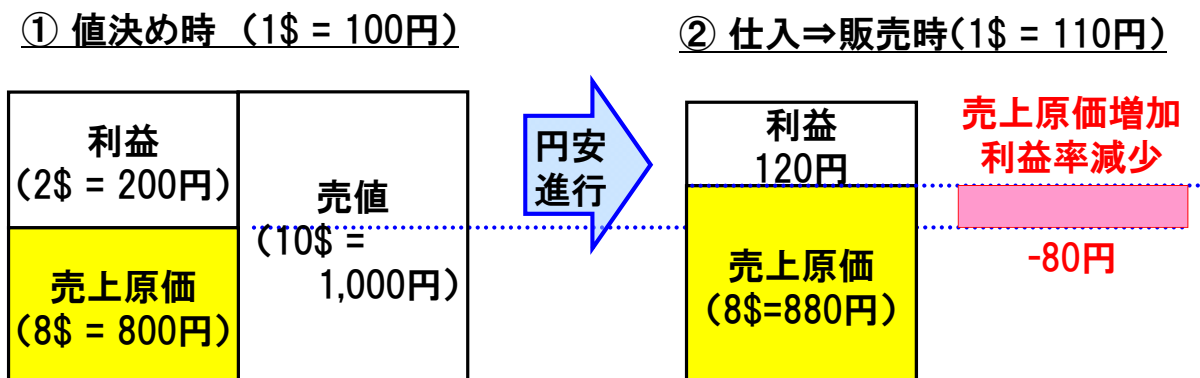 ① 値決め時 （1$ = 100円）
利益
（2$ = 200円）
売上原価
（8$ = 800円）
売値
（10$ =
1,000円）
円安
進行
② 仕入⇒販売時（1$ = 110円）
利益
120円
売上原価
（8$=880円）
売上原価増加
利益率減少
-80円